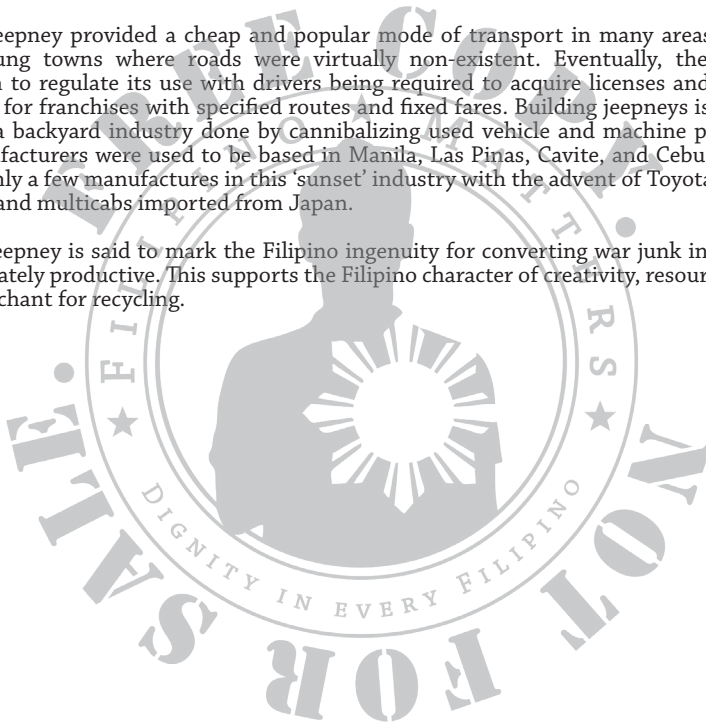 eepney provided a cheap and popular mode of transport in many areas
ung towns where roads were virtually non-existent. Eventually, the
n to regulate its use with drivers being required to acquire licenses and
for franchises with specified routes and fixed fares. Building jeepneys is
a backyard industry done by cannibalizing used vehicle and machine p
ufacturers were used to be based in Manila, Las Pinas, Cavite, and Cebu
nly a few manufactures in this ‘sunset’ industry with the advent of Toyota
and multicabs imported from Japan.
eepney is said to mark the Filipino ingenuity for converting war junk in
ately productive. This supports the Filipino character of creativity, resour
chant for recycling.
FREE COPY.
FILIPINO ★ MATTERS
★ DIGNITY IN EVERY FILIPINO ★
NOT FOR SALE.